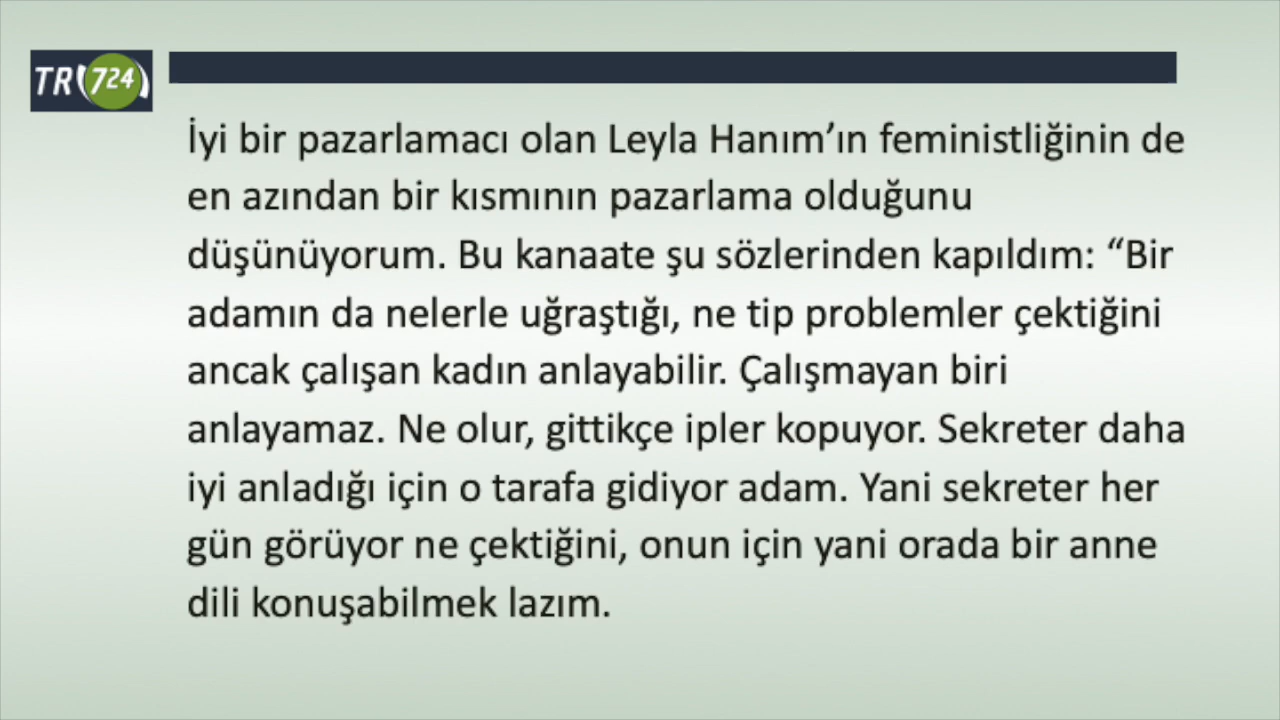 TR724
İyi bir pazarlamacı olan Leyla Hanım’ın feministliğinin de
en azından bir kısmının pazarlama olduğunu
düşünüyorum. Bu kanaate şu sözlerinden kapıldım: “Bir
adamın da nelerle uğraştığı, ne tip problemler çektiğini
ancak çalışan kadın anlayabilir. Çalışmayan biri
anlayamaz. Ne olur, gittikçe ipler kopuyor. Sekreter daha
iyi anladığı için o tarafa gidiyor adam. Yani sekreter her
gün görüyor ne çektiğini, onun için yani orada bir anne
dili konuşabilmek lazım.